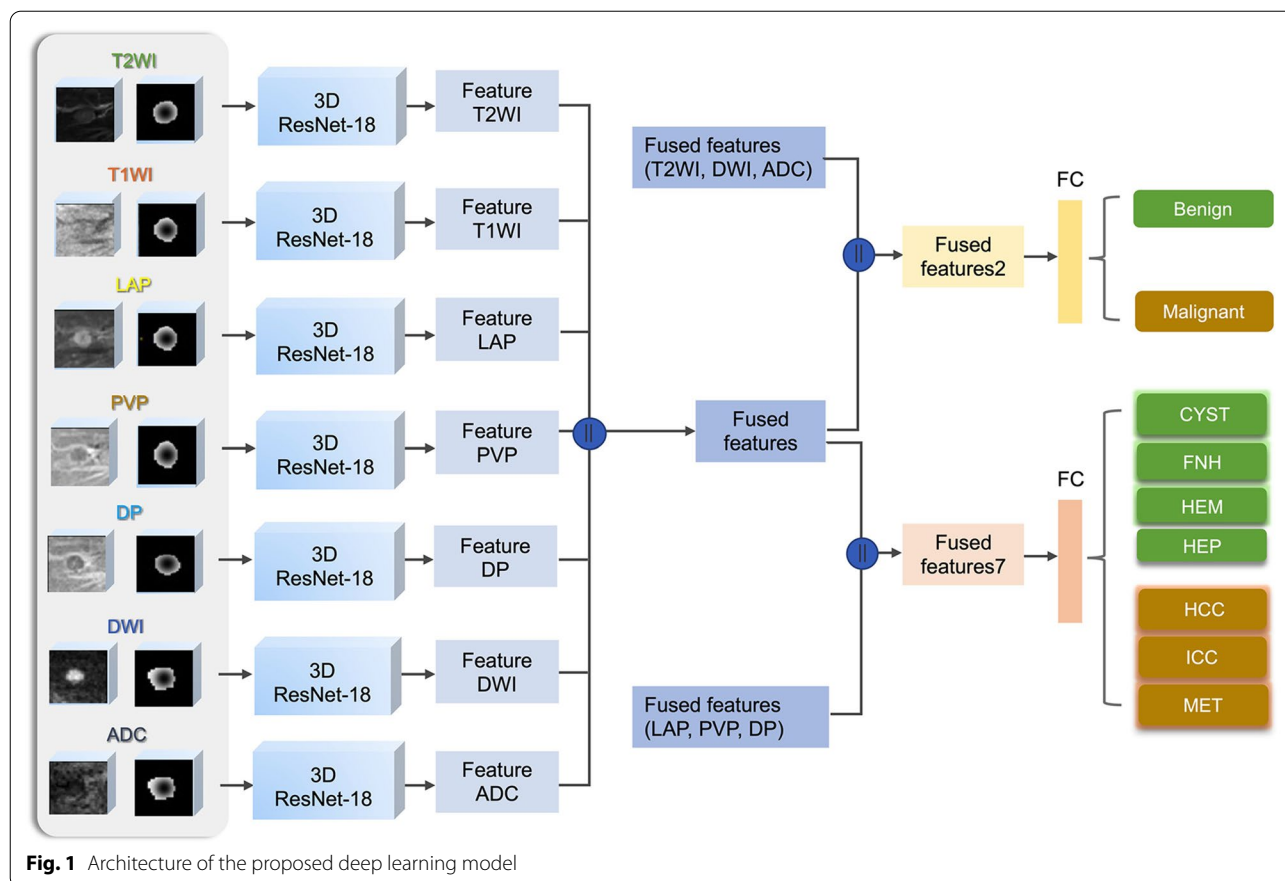 T2WI
3D
ResNet-18
Feature
T2WI
T1WI
3D
ResNet-18
Feature
T1WI
LAP
3D
ResNet-18
Feature
LAP
PVP
3D
ResNet-18
Feature
PVP
DP
3D
ResNet-18
Feature
DP
DWI
3D
ResNet-18
Feature
DWI
ADC
3D
ResNet-18
Feature
ADC
||
Fused features
(T2WI, DWI, ADC)
Fused
features
Fused features
(LAP, PVP, DP)
||
Fused
features2
FC
Benign
Malignant
||
Fused
features7
FC
CYST
FNH
HEM
HEP
HCC
ICC
MET
Fig. 1 Architecture of the proposed deep learning model